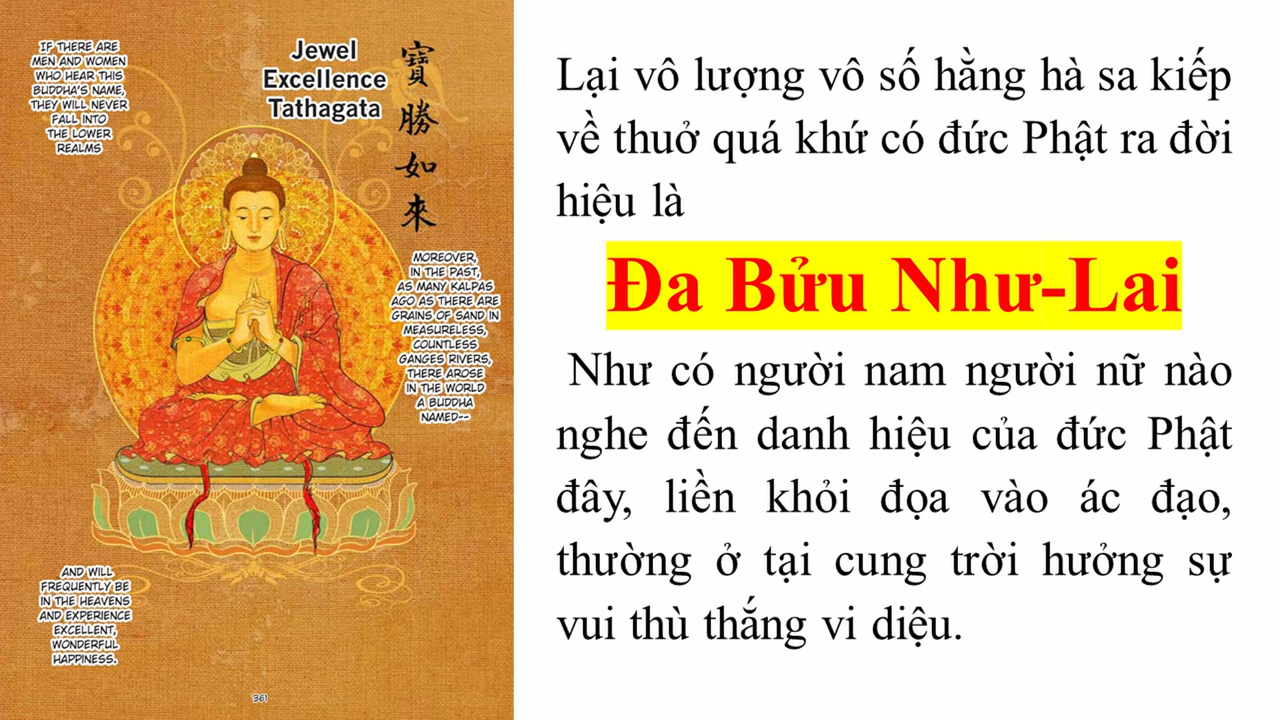 IF THERE ARE
MEN AND WOMEN
WHO HEAR THIS
BUDDHA'S NAME,
THEY WILL NEVER
FALL INTO
THE LOWER
REALMS
Jewel
Excellence
Tathagata
寶勝如來
MOREOVER,
IN THE PAST,
AS MANY KALPAS
AGO AS THERE ARE
GRAINS OF SAND IN
MEASURELESS,
COUNTLESS
GANGES RIVERS,
THERE AROSE
IN THE WORLD
A BUDDHA
NAMED--
AND WILL
FREQUENTLY BE
IN THE HEAVENS
AND EXPERIENCE
EXCELLENT,
WONDERFUL
HAPPINESS.
361
Lại vô lượng vô số hằng hà sa kiếp
về thuở quá khứ có đức Phật ra đời
hiệu là
Đa Bửu Như-Lai
Như có người nam người nữ nào
nghe đến danh hiệu của đức Phật
đây, liền khỏi đọa vào ác đạo,
thường ở tại cung trời hưởng sự
vui thù thắng vi diệu.